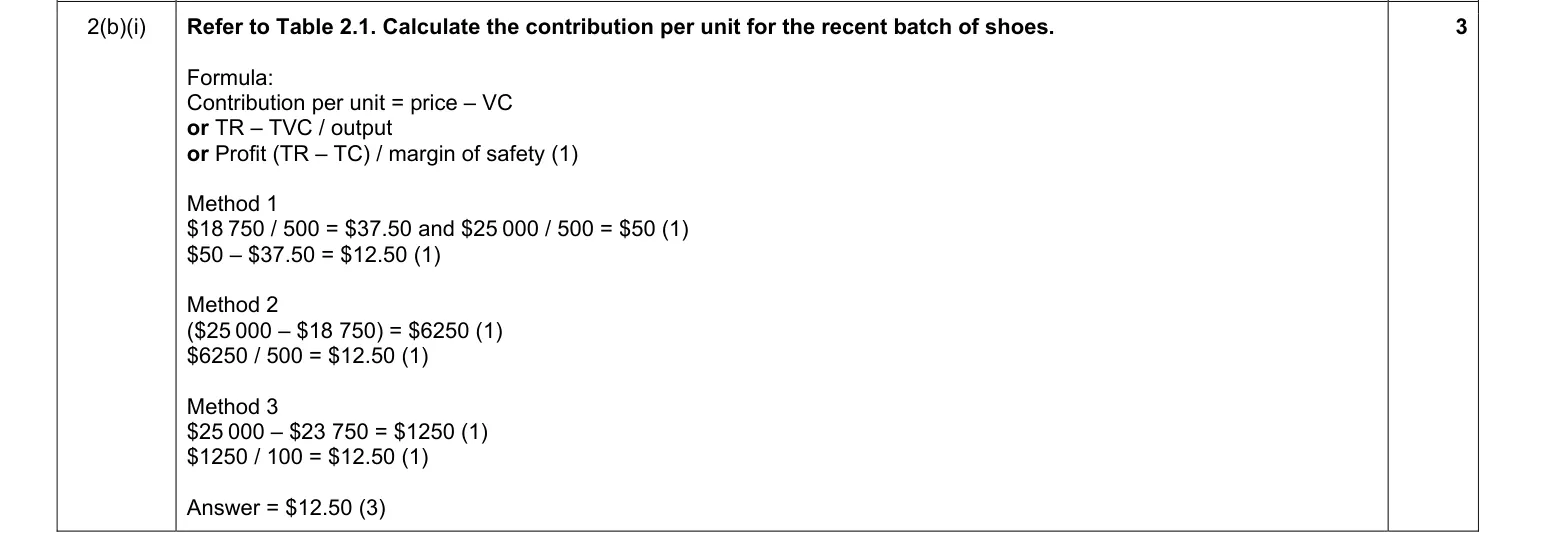 2(b)(i) Refer to Table 2.1. Calculate the contribution per unit for the recent batch of shoes. 3
Formula:
Contribution per unit = price – VC
or TR – TVC / output
or Profit (TR – TC) / margin of safety (1)
Method 1
$18 750 / 500 = $37.50 and $25 000 / 500 = $50 (1)
$50 – $37.50 = $12.50 (1)
Method 2
($25 000 – $18 750) = $6250 (1)
$6250 / 500 = $12.50 (1)
Method 3
$25 000 – $23 750 = $1250 (1)
$1250 / 100 = $12.50 (1)
Answer = $12.50 (3)